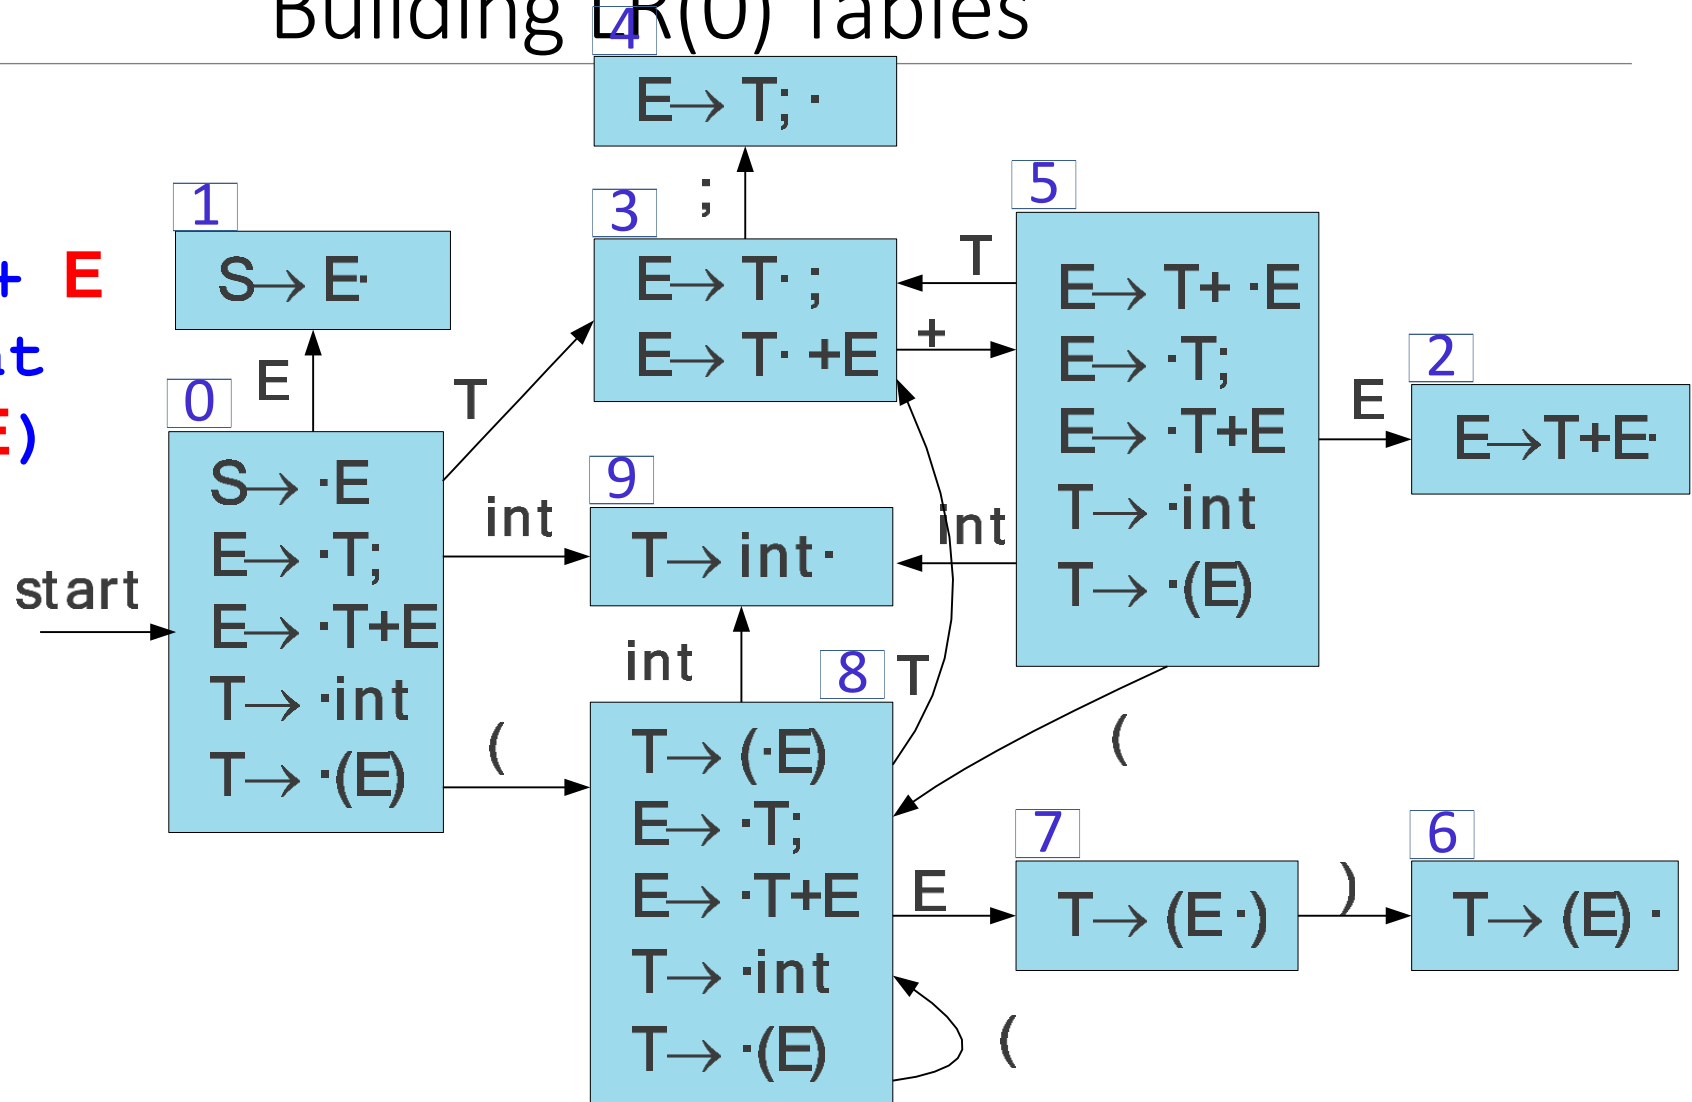 Building LR(0) Tables
4
E→ T; ·
1
S→ E·
E
0
S→ ·E
E→ ·T;
E→ ·T+E
T→ ·int
T→ ·(E)
start
+ E
E)
T
int
(
;
3
E→ T· ;
E→ T· +E
9
T→ int ·
int
8
T→ (·E)
E→ ·T;
E→ ·T+E
T→ ·int
T→ ·(E)
T
+
int
T
5
E→ T+ ·E
E→ ·T;
E→ ·T+E
T→ ·int
T→ ·(E)
(
E
2
E→T+E·
E
7
T→ (E ·)
)
6
T→ (E) ·
(